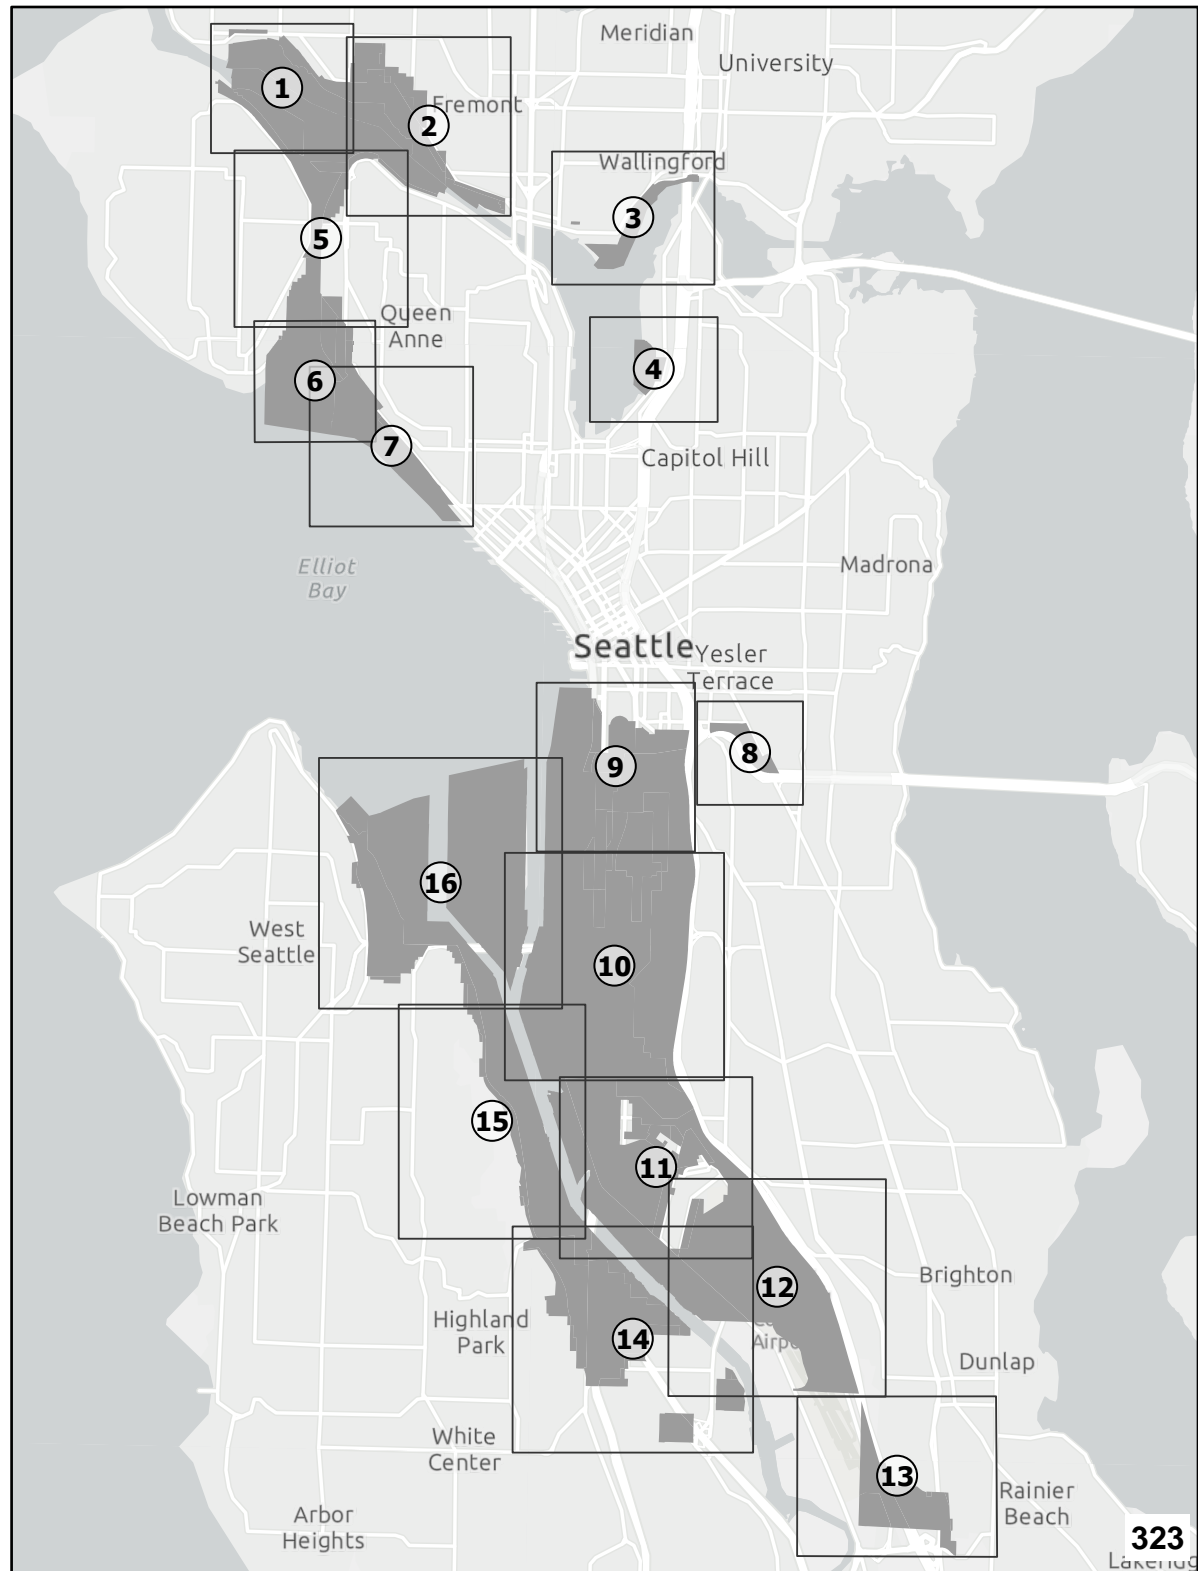 Meridian
University
1
Fremont
2
Wallingford
3
5
Queen
Anne
4
6
7
Capitol Hill
Elliot
Bay
Madrona
Seattle
Yesler
Terrace
8
9
16
West
Seattle
10
15
11
Lowman
Beach Park
12
Brighton
Highland
Park
14
Dunlap
White
Center
13
Rainier
Beach
Arbor
Heights
323